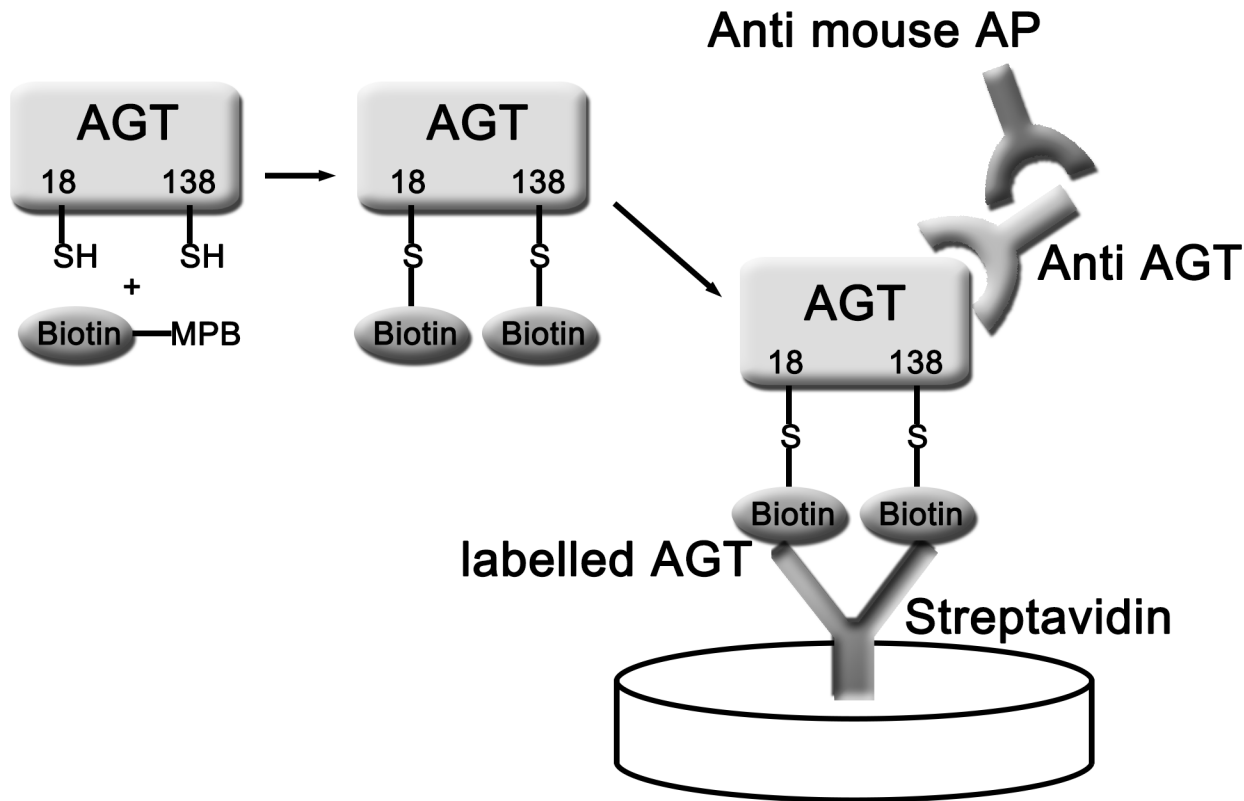 Anti mouse AP
AGT
18 138
SH SH
+
Biotin MPB
AGT
18 138
S S
Biotin Biotin
Anti AGT
AGT
18 138
S S
Biotin Biotin
labelled AGT
Streptavidin